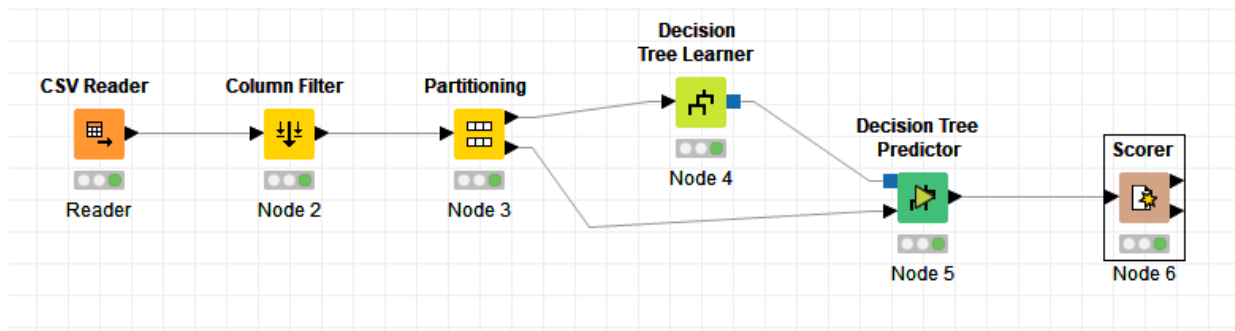 Decision
Tree Learner
CSV Reader
Column Filter
Partitioning
Decision Tree
Predictor
Scorer
Node 4
Reader
Node 2
Node 3
Node 5
Node 6